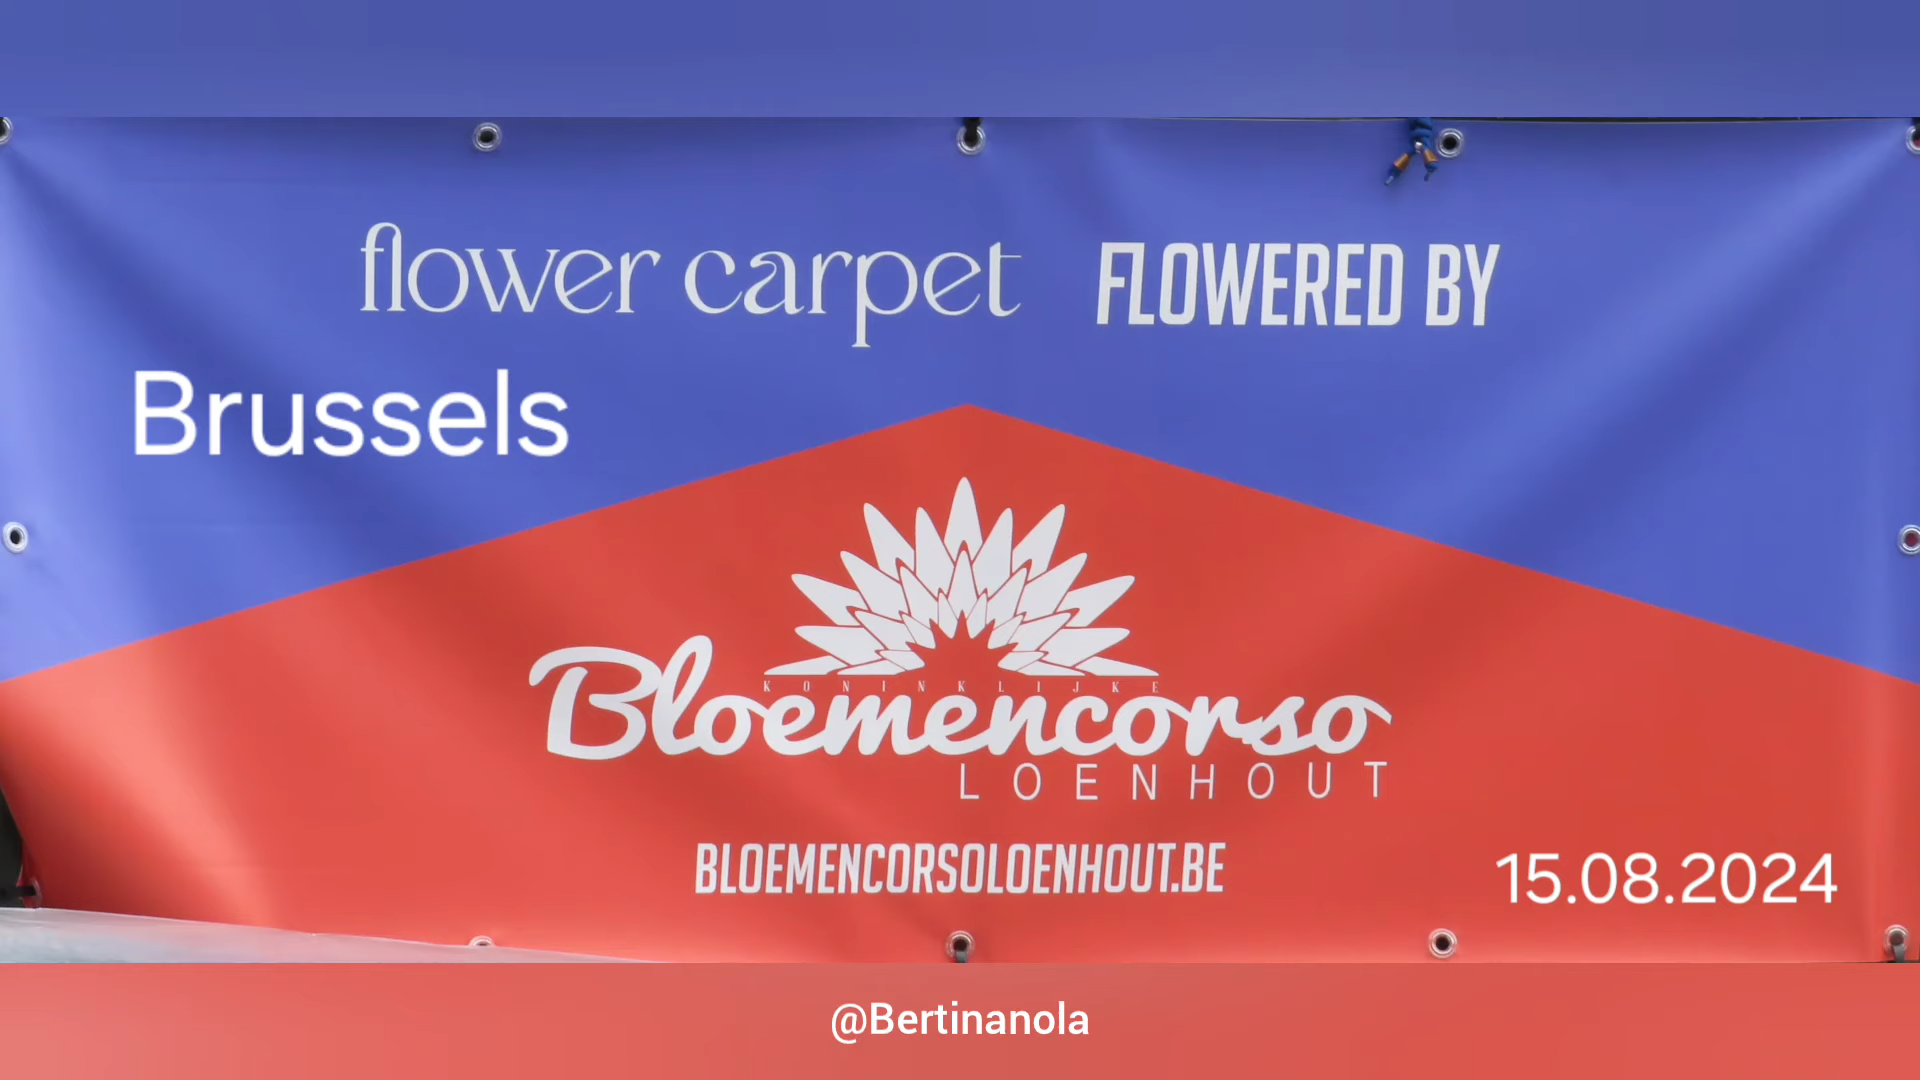 flower carpet FLOWERED BY
Brussels
KONINKLIJKE
Bloemencorso
LOENHOUT
BLOEMENCORSOLOENHOUT.BE
15.08.2024
@Bertinanola